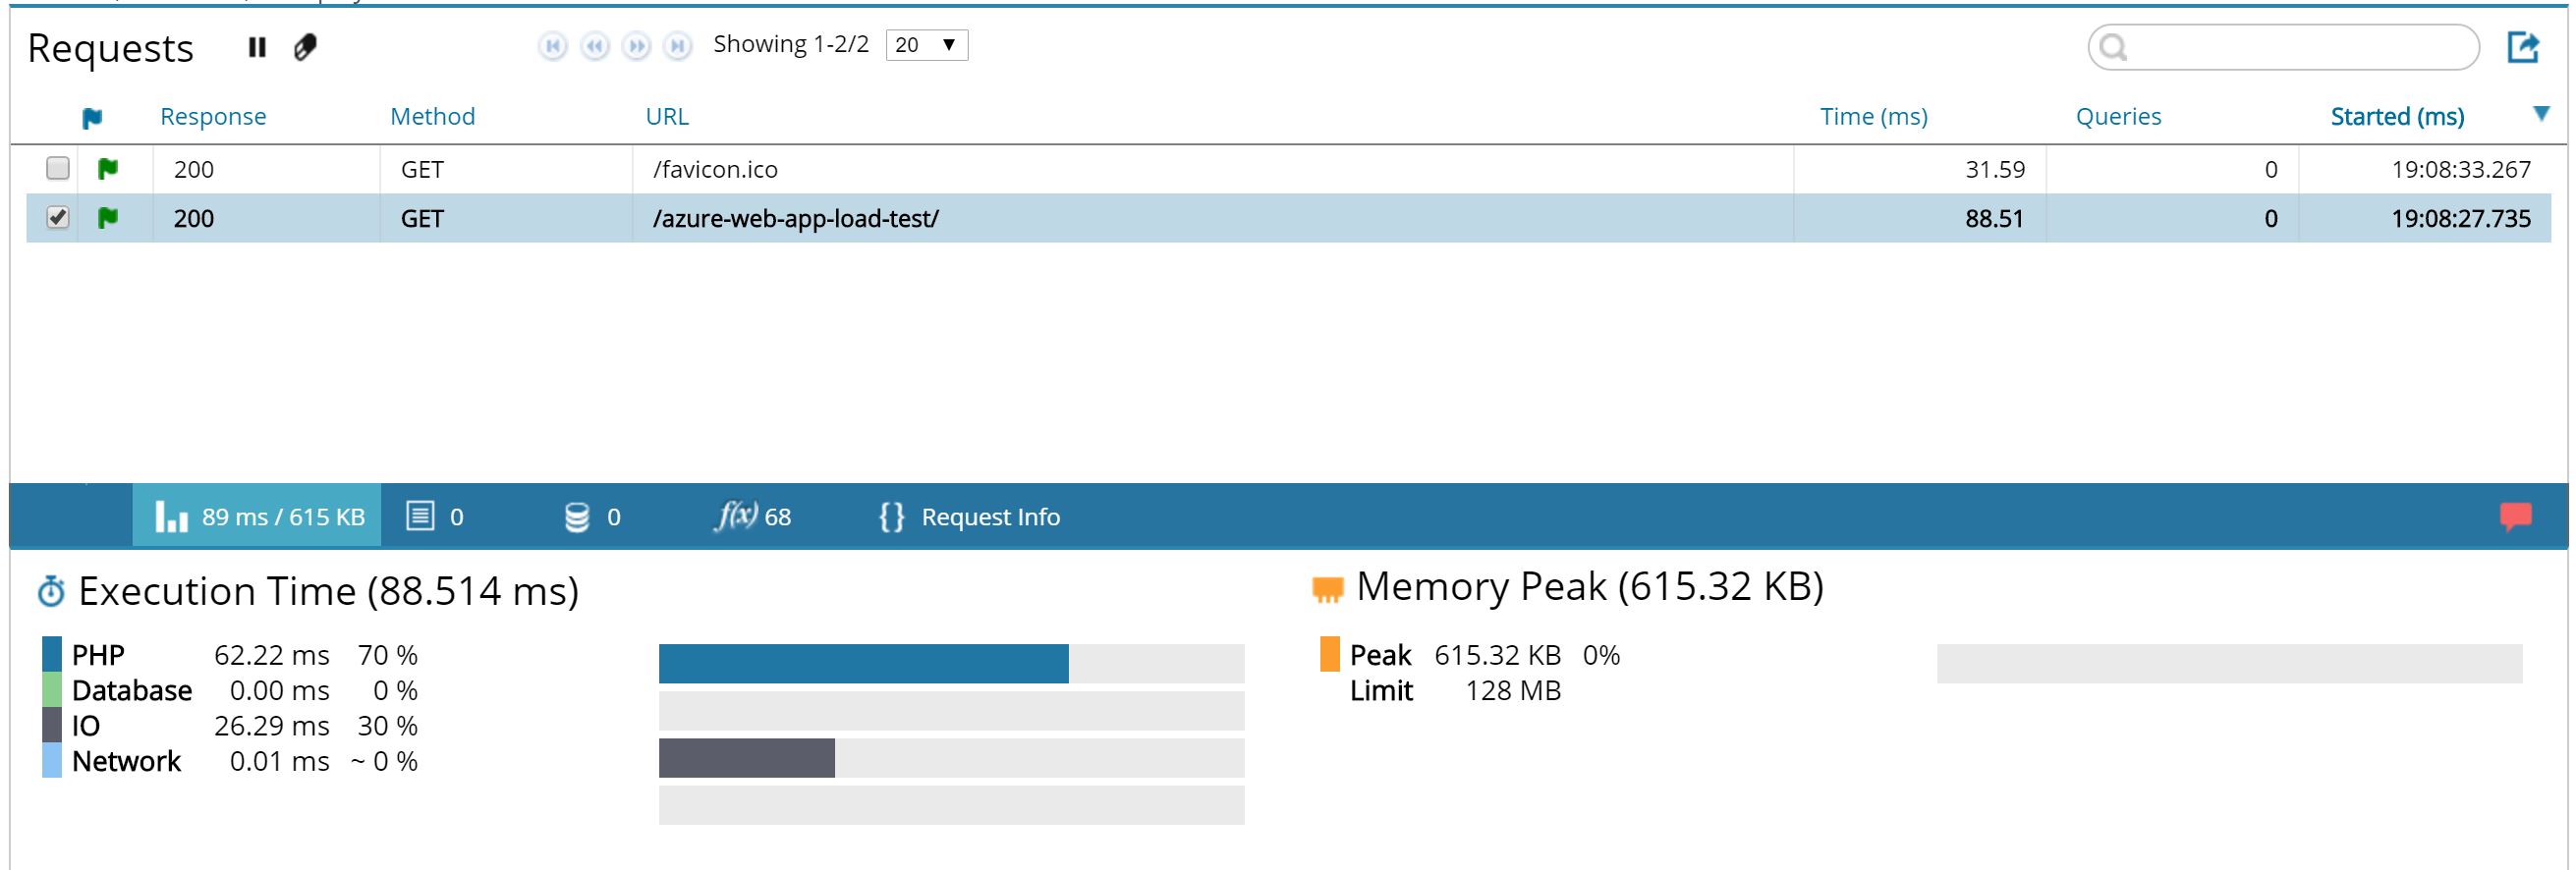 Requests Showing 1-2/2 20 ▼
Response Method URL Time (ms) Queries Started (ms) ▼
200 GET /favicon.ico 31.59 0 19:08:33.267
200 GET /azure-web-app-load-test/ 88.51 0 19:08:27.735
89 ms / 615 KB 0 0 f(x) 68 {} Request Info
Execution Time (88.514 ms) Memory Peak (615.32 KB)
PHP 62.22 ms 70 % Peak 615.32 KB 0%
Database 0.00 ms 0 % Limit 128 MB
IO 26.29 ms 30 %
Network 0.01 ms ~ 0 %